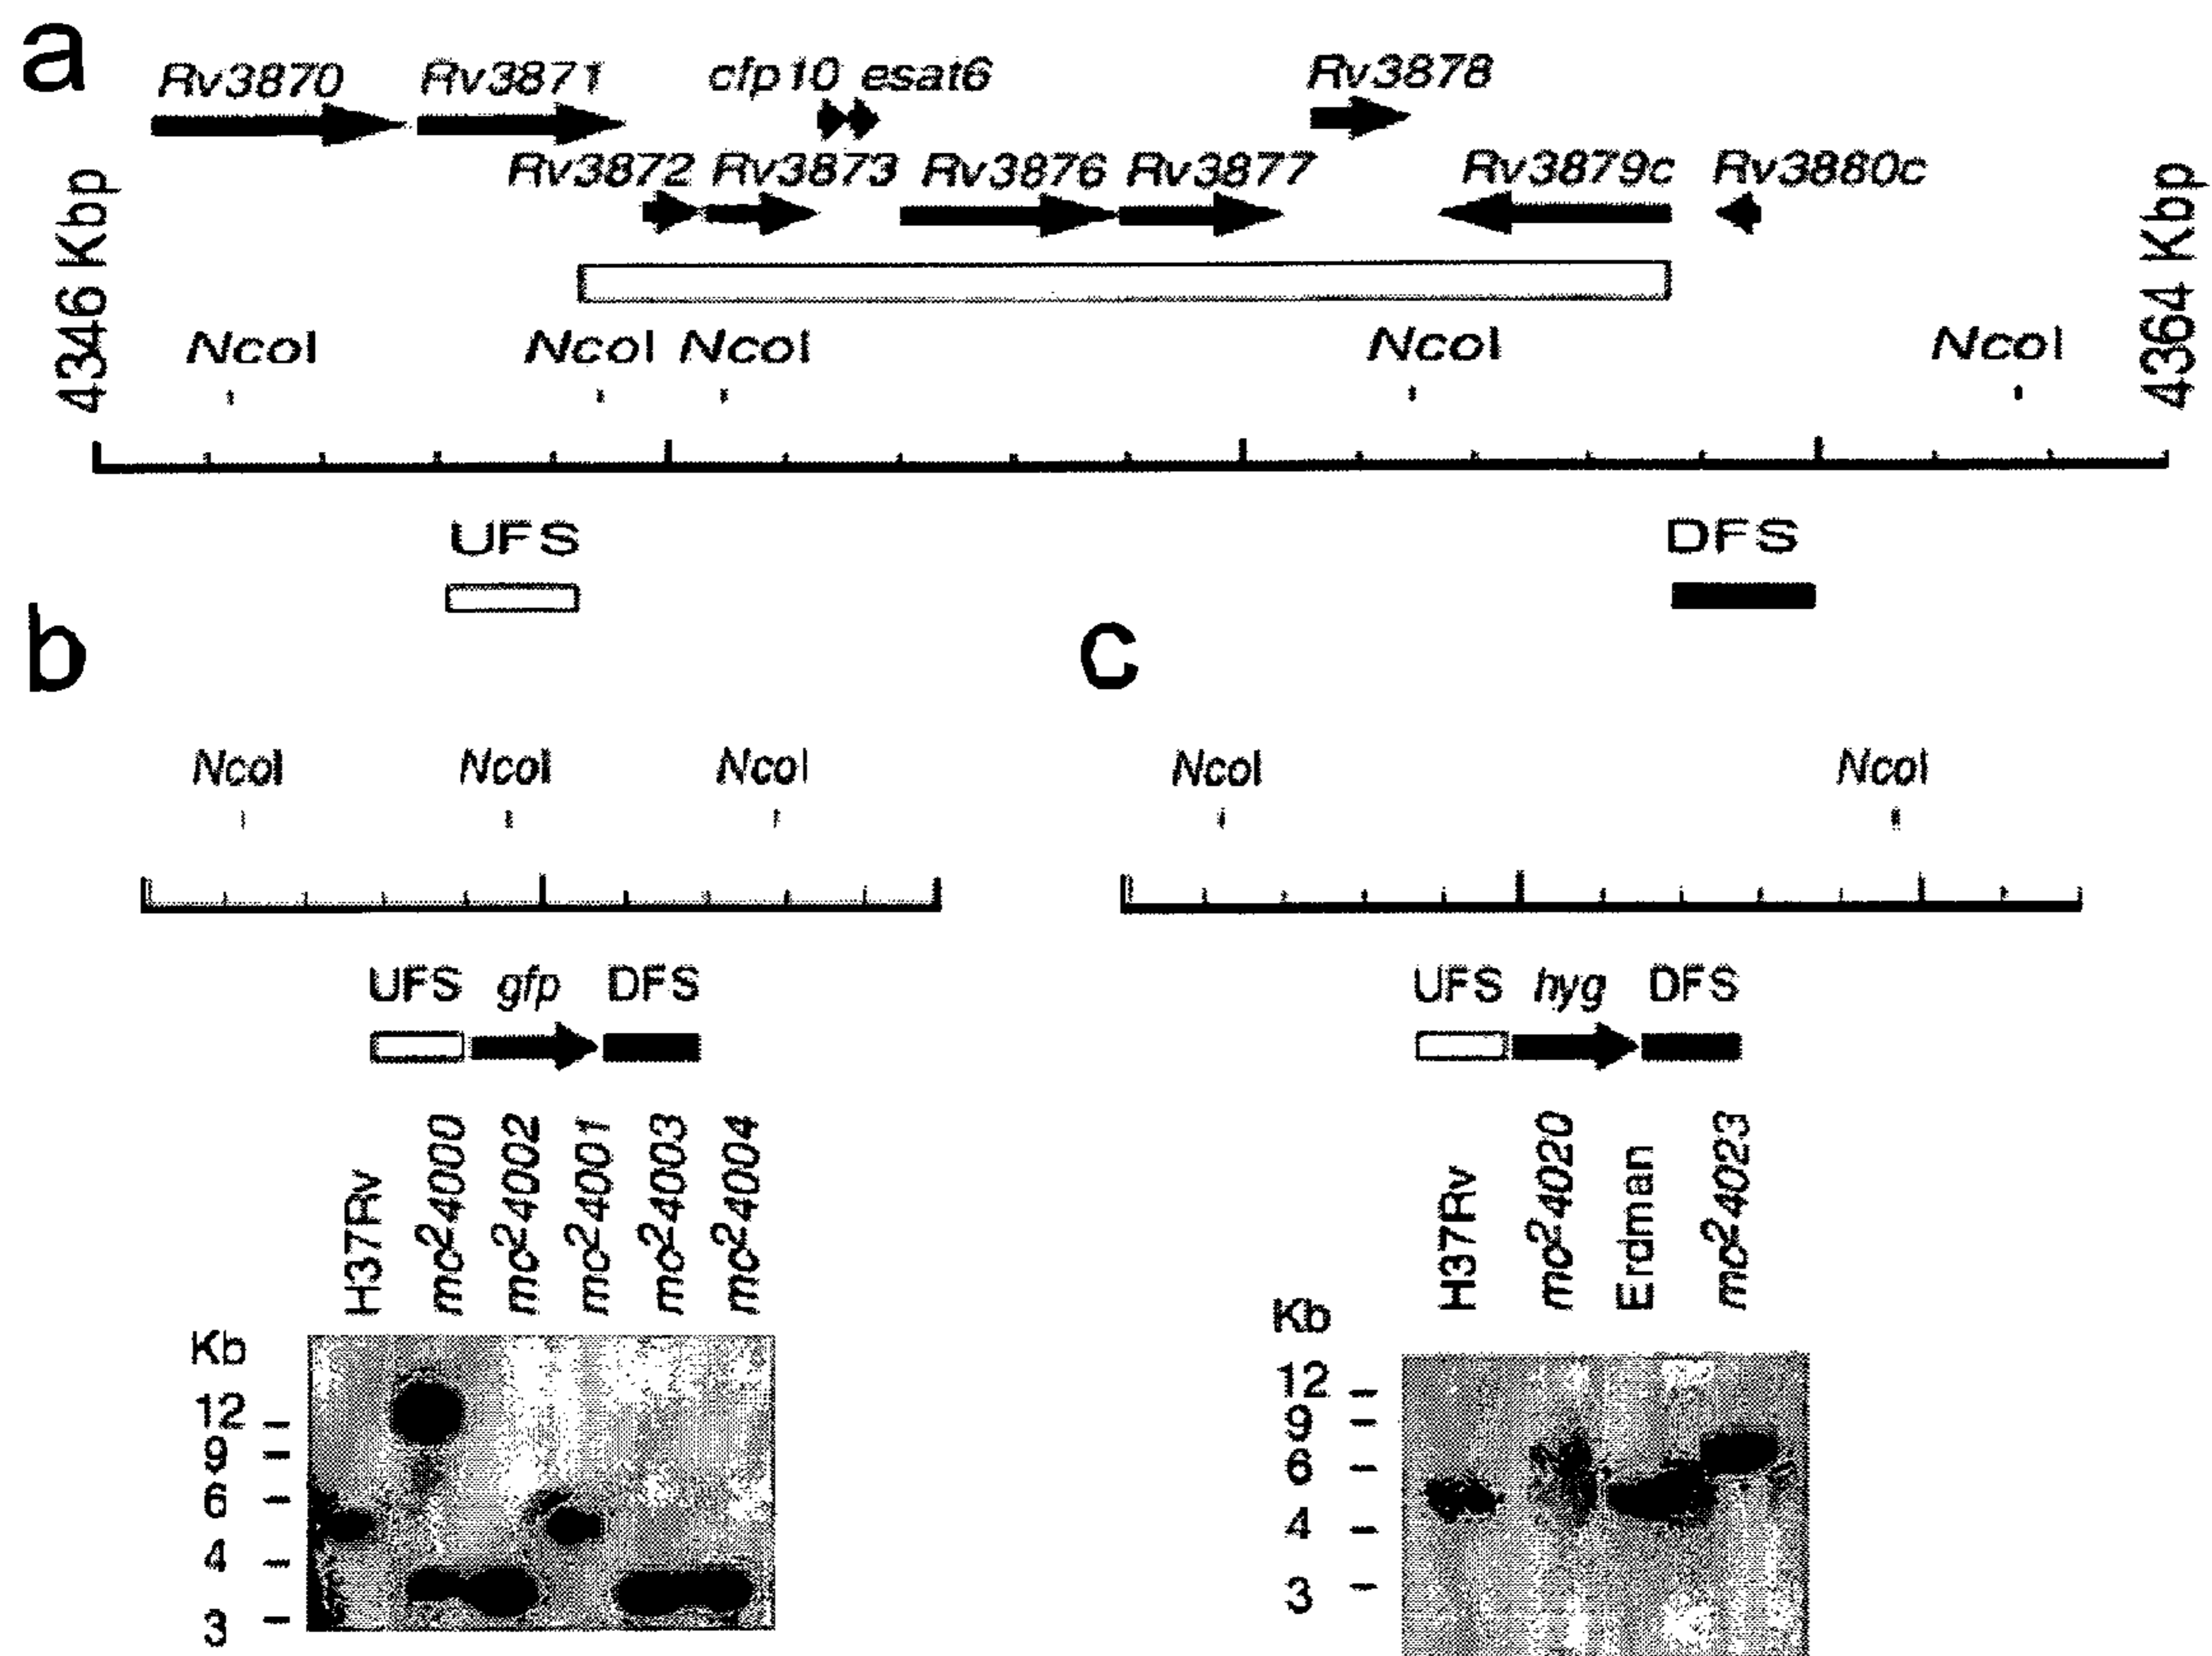 a
Rv3870 Rv3871 cfp10 esat6 Rv3878
Rv3872 Rv3873 Rv3876 Rv3877 Rv3879c Rv3880c
4346 Kbp
4364 Kbp
NcoI NcoI NcoI NcoI NcoI
UFS DFS
b
NcoI NcoI NcoI
UFS gfp DFS
H37Rv mc²4000 mc²4002 mc²4001 mc²4003 mc²4004
Kb
12
9
6
4
3
c
NcoI NcoI
UFS hyg DFS
H37Rv mc²4020 Erdman mc²4023
Kb
12
9
6
4
3